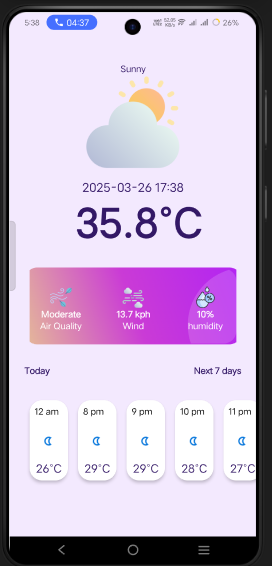 5:38 04:37 26%
Sunny
2025-03-26 17:38
35.8°C
Moderate 13.7 kph 10%
Air Quality Wind humidity
Today Next 7 days
12 am 8 pm 9 pm 10 pm 11 pm
26°C 29°C 29°C 28°C 27°C